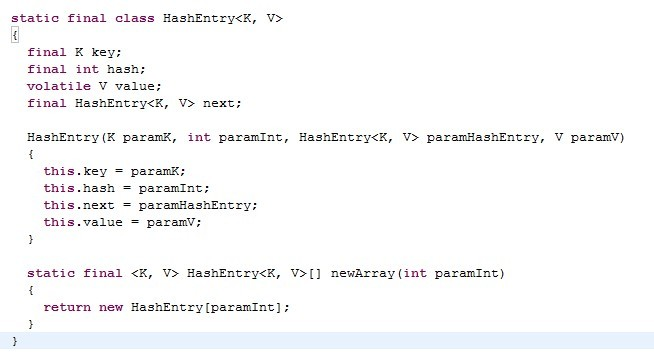 static final class HashEntry<K, V>
{
  final K key;
  final int hash;
  volatile V value;
  final HashEntry<K, V> next;

  HashEntry(K paramK, int paramInt, HashEntry<K, V> paramHashEntry, V paramV)
  {
    this.key = paramK;
    this.hash = paramInt;
    this.next = paramHashEntry;
    this.value = paramV;
  }

  static final <K, V> HashEntry<K, V>[] newArray(int paramInt)
  {
    return new HashEntry[paramInt];
  }
}